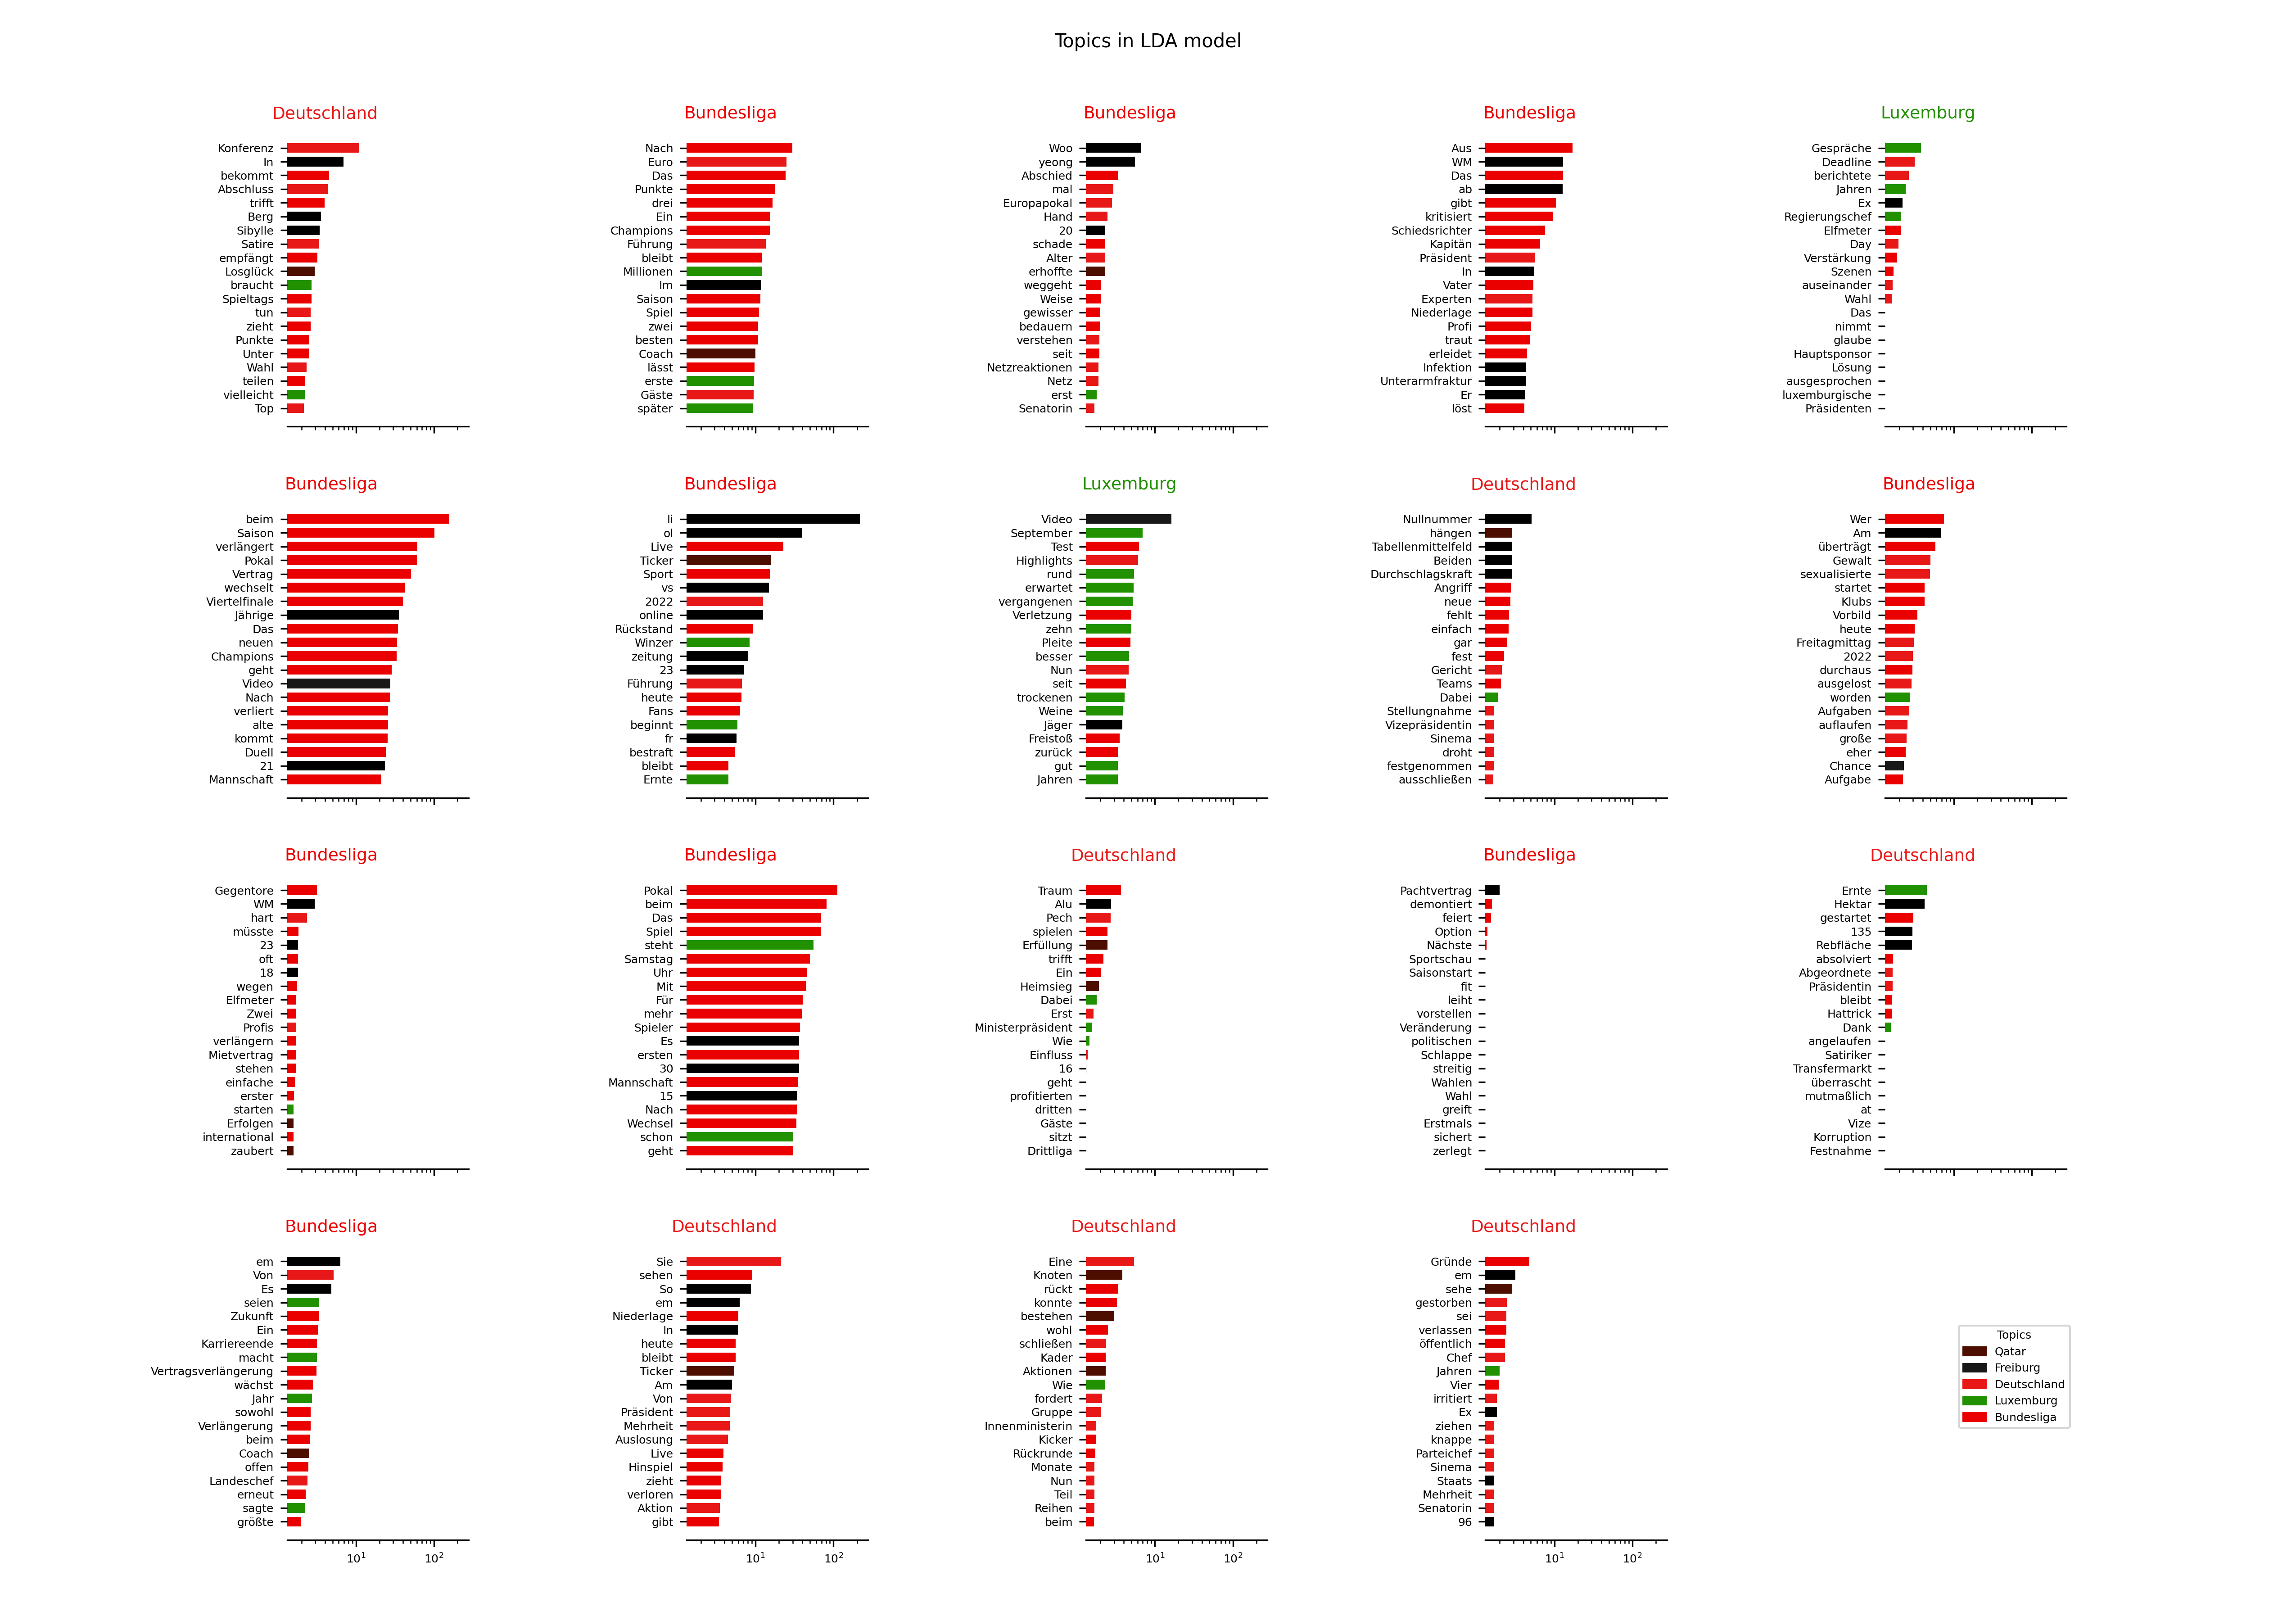 Topics in LDA model
Deutschland
Konferenz
In
bekommt
Abschluss
trifft
Berg
Sibylle
Satire
empfängt
Losglück
braucht
Spieltags
tun
zieht
Punkte
Unter
Wahl
teilen
vielleicht
Top
Bundesliga
Nach
Euro
Das
Punkte
drei
Ein
Champions
Führung
bleibt
Millionen
Im
Saison
Spiel
zwei
besten
Coach
lässt
erste
Gäste
später
Bundesliga
Woo
yeong
Abschied
mal
Europapokal
Hand
20
schade
Alter
erhoffte
weggeht
Weise
gewisser
bedauern
verstehen
seit
Netzreaktionen
Netz
erst
Senatorin
Bundesliga
Aus
WM
Das
ab
gibt
kritisiert
Schiedsrichter
Kapitän
Präsident
In
Vater
Experten
Niederlage
Profi
traut
erleidet
Infektion
Unterarmfraktur
Er
löst
Luxemburg
Gespräche
Deadline
berichtete
Jahren
Ex
Regierungschef
Elfmeter
Day
Verstärkung
Szenen
auseinander
Wahl
Das
nimmt
glaube
Hauptsponsor
Lösung
ausgesprochen
luxemburgische
Präsidenten
Bundesliga
beim
Saison
verlängert
Pokal
Vertrag
wechselt
Viertelfinale
Jährige
Das
neuen
Champions
geht
Video
Nach
verliert
alte
kommt
Duell
21
Mannschaft
Bundesliga
li
ol
Live
Ticker
Sport
vs
2022
online
Rückstand
Winzer
zeitung
23
Führung
heute
Fans
beginnt
fr
bestraft
bleibt
Ernte
Luxemburg
Video
September
Test
Highlights
rund
erwartet
vergangenen
Verletzung
zehn
Pleite
besser
Nun
seit
trockenen
Weine
Jäger
Freistoß
zurück
gut
Jahren
Deutschland
Nullnummer
hängen
Tabellenmittelfeld
Beiden
Durchschlagskraft
Angriff
neue
fehlt
einfach
gar
fest
Gericht
Teams
Dabei
Stellungnahme
Vizepräsidentin
Sinema
droht
festgenommen
ausschließen
Bundesliga
Wer
Am
überträgt
Gewalt
sexualisierte
startet
Klubs
Vorbild
heute
Freitagmittag
2022
durchaus
ausgelost
worden
Aufgaben
auflaufen
große
eher
Chance
Aufgabe
Bundesliga
Gegentore
WM
hart
müsste
23
oft
18
wegen
Elfmeter
Zwei
Profis
verlängern
Mietvertrag
stehen
einfache
erster
starten
Erfolgen
international
zaubert
Bundesliga
Pokal
beim
Das
Spiel
steht
Samstag
Uhr
Mit
Für
mehr
Spieler
Es
ersten
30
Mannschaft
15
Nach
Wechsel
schon
geht
Deutschland
Traum
Alu
Pech
spielen
Erfüllung
trifft
Ein
Heimsieg
Dabei
Erst
Ministerpräsident
Wie
Einfluss
16
geht
profitierten
dritten
Gäste
sitzt
Drittliga
Bundesliga
Pachtvertrag
demontiert
feiert
Option
Nächste
Sportschau
Saisonstart
fit
leiht
vorstellen
Veränderung
politischen
Schlappe
streitig
Wahlen
Wahl
greift
Erstmals
sichert
zerlegt
Deutschland
Ernte
Hektar
gestartet
135
Rebfläche
absolviert
Abgeordnete
Präsidentin
bleibt
Hattrick
Dank
angelaufen
Satiriker
Transfermarkt
überrascht
mutmaßlich
at
Vize
Korruption
Festnahme
Bundesliga
em
Von
Es
seien
Zukunft
Ein
Karriereende
macht
Vertragsverlängerung
wächst
Jahr
sowohl
Verlängerung
beim
Coach
offen
Landeschef
erneut
sagte
größte
10¹ 10²
Deutschland
Sie
sehen
So
em
Niederlage
In
heute
bleibt
Ticker
Am
Von
Präsident
Mehrheit
Auslosung
Live
Hinspiel
zieht
verloren
Aktion
gibt
10¹ 10²
Deutschland
Eine
Knoten
rückt
konnte
bestehen
wohl
schließen
Kader
Aktionen
Wie
fordert
Gruppe
Innenministerin
Kicker
Rückrunde
Monate
Nun
Teil
Reihen
beim
10¹ 10²
Deutschland
Gründe
em
sehe
gestorben
sei
verlassen
öffentlich
Chef
Jahren
Vier
irritiert
Ex
ziehen
knappe
Parteichef
Sinema
Staats
Mehrheit
Senatorin
96
10¹ 10²
Topics
Qatar
Freiburg
Deutschland
Luxemburg
Bundesliga